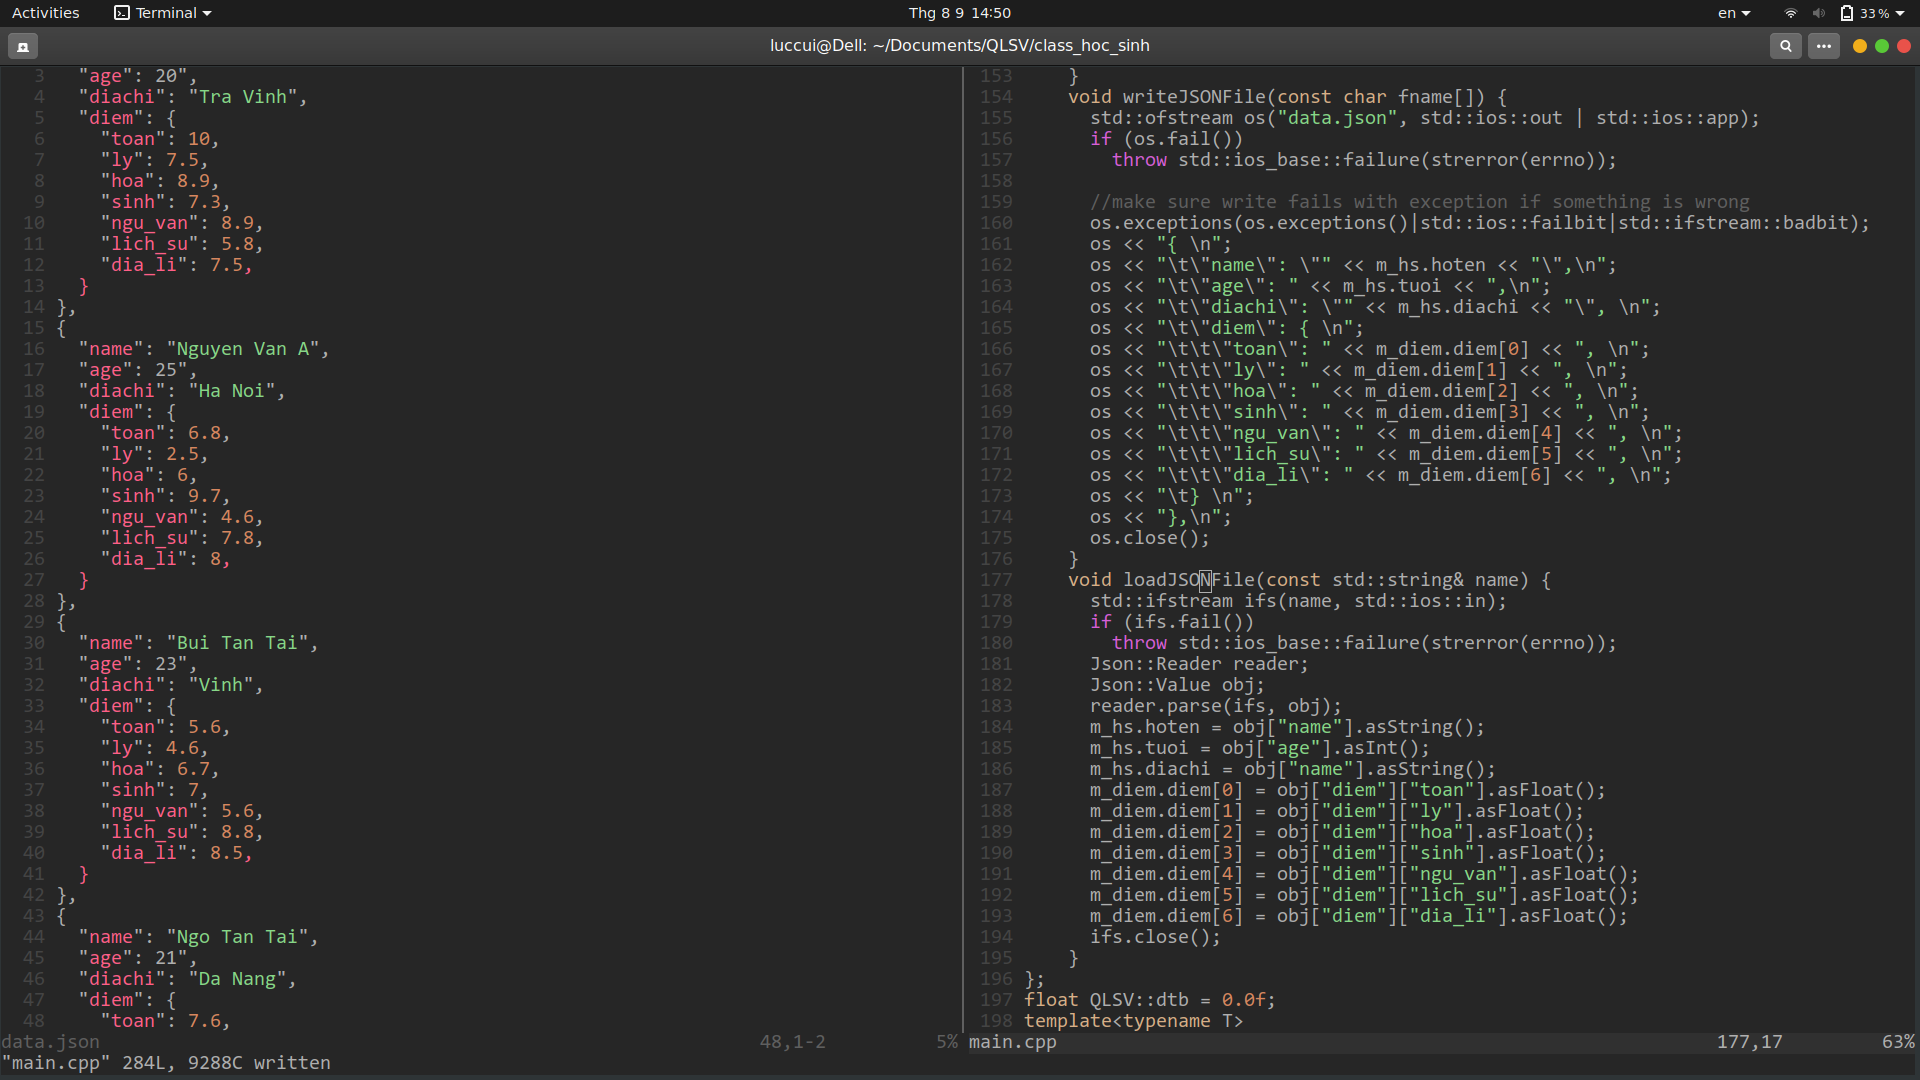 Activities Terminal Thg 8 9 14:50 en 33%
luccui@Dell: ~/Documents/QLSV/class_hoc_sinh
3 "age": 20",
4 "diachi": "Tra Vinh",
5 "diem": {
6 "toan": 10,
7 "ly": 7.5,
8 "hoa": 8.9,
9 "sinh": 7.3,
10 "ngu_van": 8.9,
11 "lich_su": 5.8,
12 "dia_li": 7.5,
13 }
14 },
15 {
16 "name": "Nguyen Van A",
17 "age": 25",
18 "diachi": "Ha Noi",
19 "diem": {
20 "toan": 6.8,
21 "ly": 2.5,
22 "hoa": 6,
23 "sinh": 9.7,
24 "ngu_van": 4.6,
25 "lich_su": 7.8,
26 "dia_li": 8,
27 }
28 },
29 {
30 "name": "Bui Tan Tai",
31 "age": 23",
32 "diachi": "Vinh",
33 "diem": {
34 "toan": 5.6,
35 "ly": 4.6,
36 "hoa": 6.7,
37 "sinh": 7,
38 "ngu_van": 5.6,
39 "lich_su": 8.8,
40 "dia_li": 8.5,
41 }
42 },
43 {
44 "name": "Ngo Tan Tai",
45 "age": 21",
46 "diachi": "Da Nang",
47 "diem": {
48 "toan": 7.6,
data.json 48,1-2 5%
153 }
154 void writeJSONFile(const char fname[]) {
155 std::ofstream os("data.json", std::ios::out | std::ios::app);
156 if (os.fail())
157 throw std::ios_base::failure(strerror(errno));
158
159 //make sure write fails with exception if something is wrong
160 os.exceptions(os.exceptions()|std::ios::failbit|std::ifstream::badbit);
161 os << "{ \n";
162 os << "\t\"name\": \"" << m_hs.hoten << "\",\n";
163 os << "\t\"age\": " << m_hs.tuoi << ",\n";
164 os << "\t\"diachi\": \"" << m_hs.diachi << "\", \n";
165 os << "\t\"diem\": { \n";
166 os << "\t\t\"toan\": " << m_diem.diem[0] << ", \n";
167 os << "\t\t\"ly\": " << m_diem.diem[1] << ", \n";
168 os << "\t\t\"hoa\": " << m_diem.diem[2] << ", \n";
169 os << "\t\t\"sinh\": " << m_diem.diem[3] << ", \n";
170 os << "\t\t\"ngu_van\": " << m_diem.diem[4] << ", \n";
171 os << "\t\t\"lich_su\": " << m_diem.diem[5] << ", \n";
172 os << "\t\t\"dia_li\": " << m_diem.diem[6] << ", \n";
173 os << "\t} \n";
174 os << "},\n";
175 os.close();
176 }
177 void loadJSONFile(const std::string& name) {
178 std::ifstream ifs(name, std::ios::in);
179 if (ifs.fail())
180 throw std::ios_base::failure(strerror(errno));
181 Json::Reader reader;
182 Json::Value obj;
183 reader.parse(ifs, obj);
184 m_hs.hoten = obj["name"].asString();
185 m_hs.tuoi = obj["age"].asInt();
186 m_hs.diachi = obj["name"].asString();
187 m_diem.diem[0] = obj["diem"]["toan"].asFloat();
188 m_diem.diem[1] = obj["diem"]["ly"].asFloat();
189 m_diem.diem[2] = obj["diem"]["hoa"].asFloat();
190 m_diem.diem[3] = obj["diem"]["sinh"].asFloat();
191 m_diem.diem[4] = obj["diem"]["ngu_van"].asFloat();
192 m_diem.diem[5] = obj["diem"]["lich_su"].asFloat();
193 m_diem.diem[6] = obj["diem"]["dia_li"].asFloat();
194 ifs.close();
195 }
196 };
197 float QLSV::dtb = 0.0f;
198 template<typename T>
main.cpp 177,17 63%
"main.cpp" 284L, 9288C written